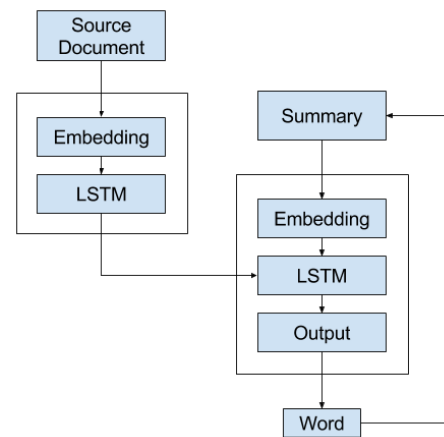 Source
Document
Embedding
LSTM
Summary
Embedding
LSTM
Output
Word